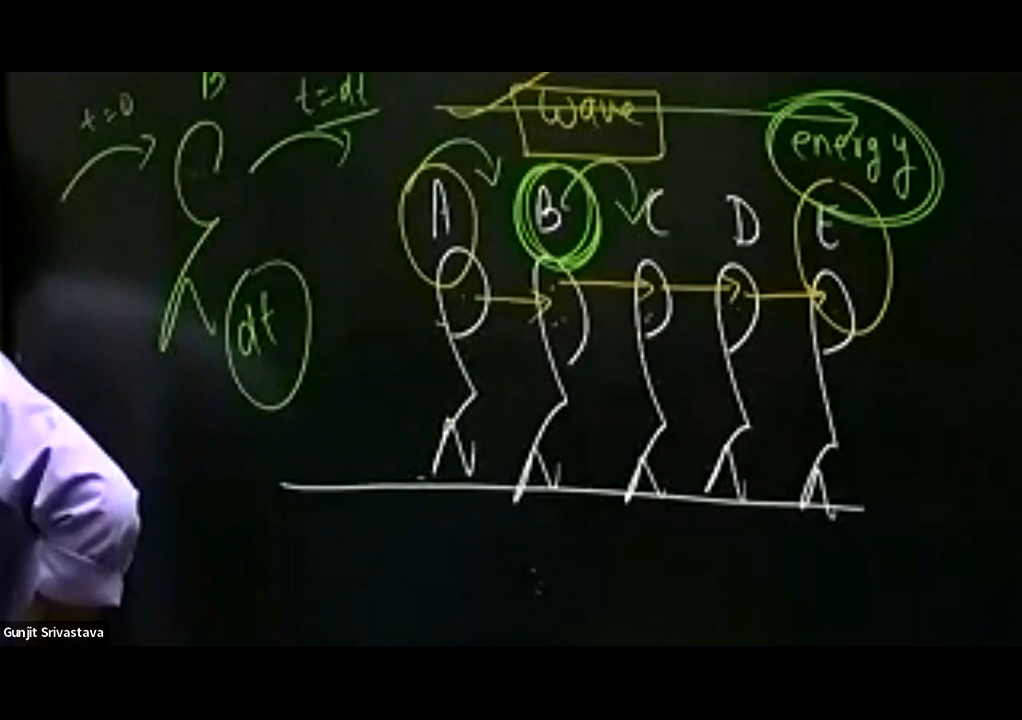 t=0
B
t=dt
wave
energy
A B C D E
dt
Gunjit Srivastava